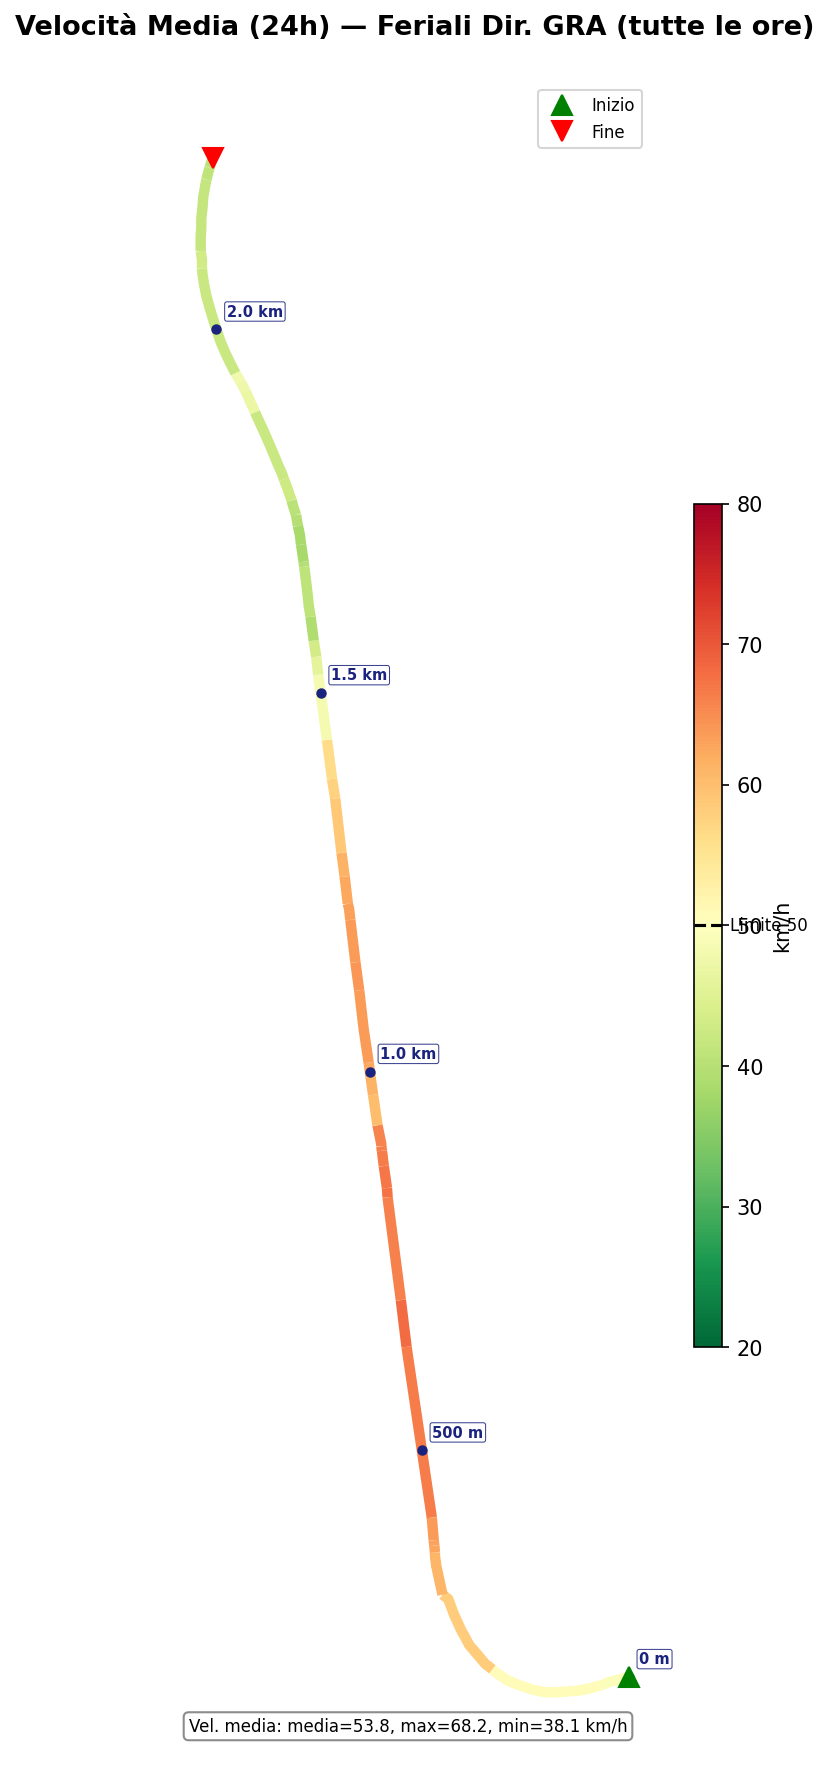 Velocità Media (24h) — Feriali Dir. GRA (tutte le ore)
Inizio
Fine
2.0 km
80
70
1.5 km
60
50
Limite 50
km/h
1.0 km
40
30
20
500 m
0 m
Vel. media: media=53.8, max=68.2, min=38.1 km/h